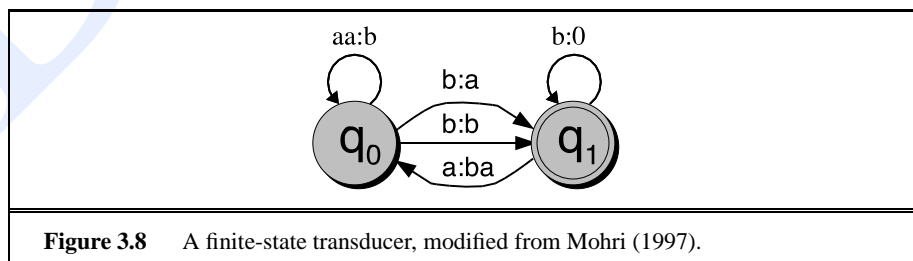 aa:b
b:0
b:a
b:b
a:ba
q0
q1
Figure 3.8 A finite-state transducer, modified from Mohri (1997).